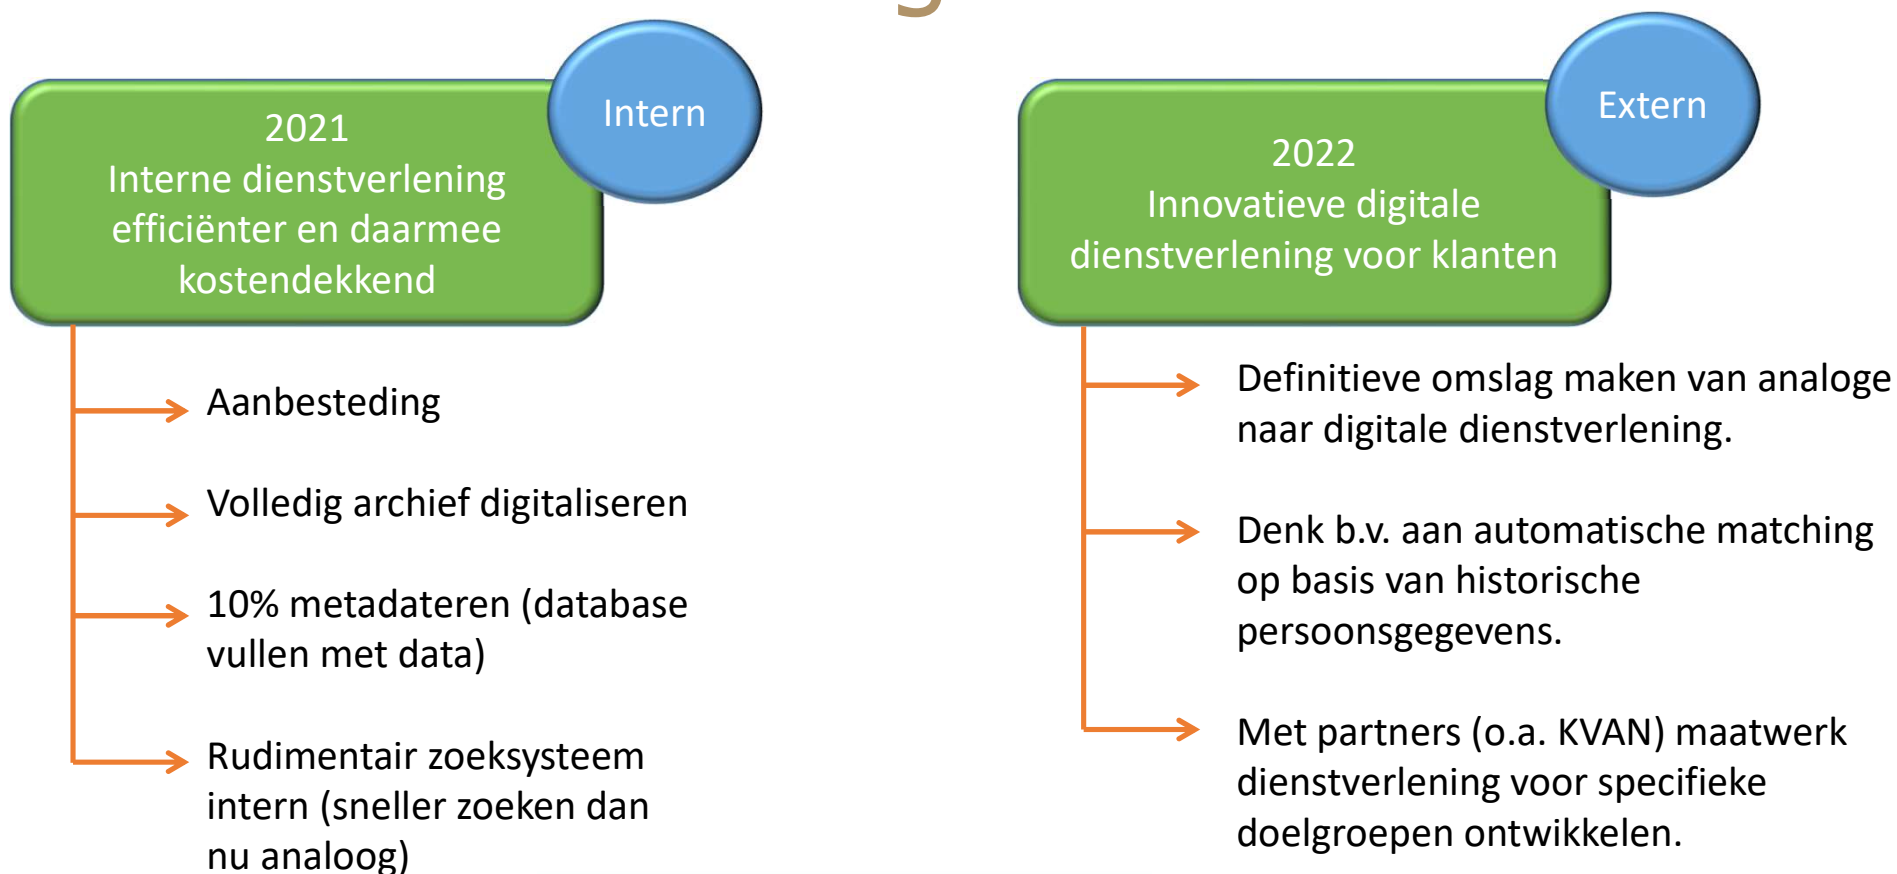 2021
Interne dienstverlening
efficiënter en daarmee
kostendekkend
Intern
Aanbesteding
Volledig archief digitaliseren
10% metadateren (database
vullen met data)
Rudimentair zoeksysteem
intern (sneller zoeken dan
nu analoog)
2022
Innovatieve digitale
dienstverlening voor klanten
Extern
Definitieve omslag maken van analoge
naar digitale dienstverlening.
Denk b.v. aan automatische matching
op basis van historische
persoonsgegevens.
Met partners (o.a. KVAN) maatwerk
dienstverlening voor specifieke
doelgroepen ontwikkelen.